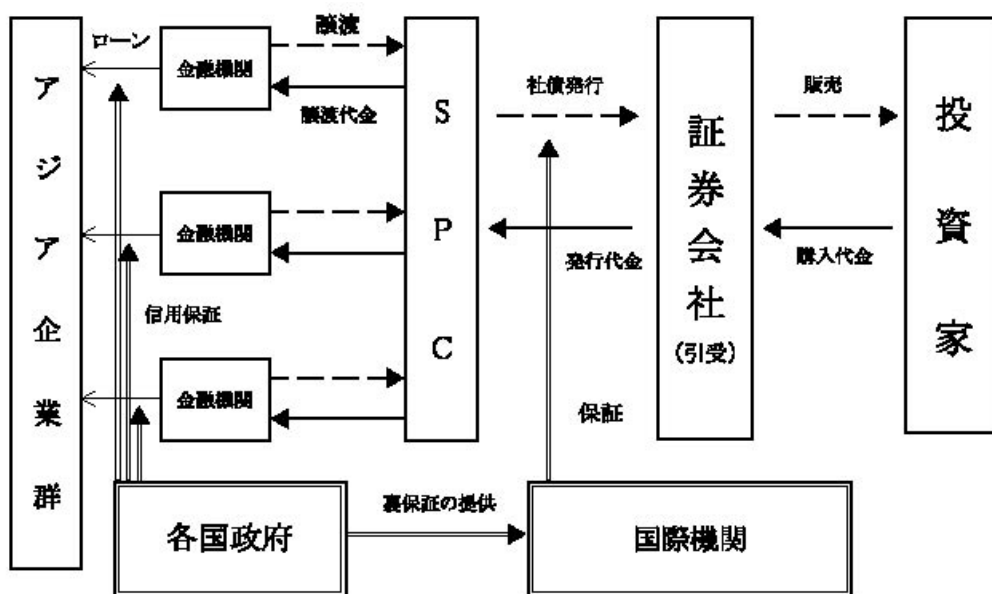 アジア企業群
ローン
金融機関
譲渡
譲渡代金
金融機関
金融機関
信用保証
SPC
社債発行
発行代金
証券会社
(引受)
販売
購入代金
投資家
保証
各国政府
裏保証の提供
国際機関